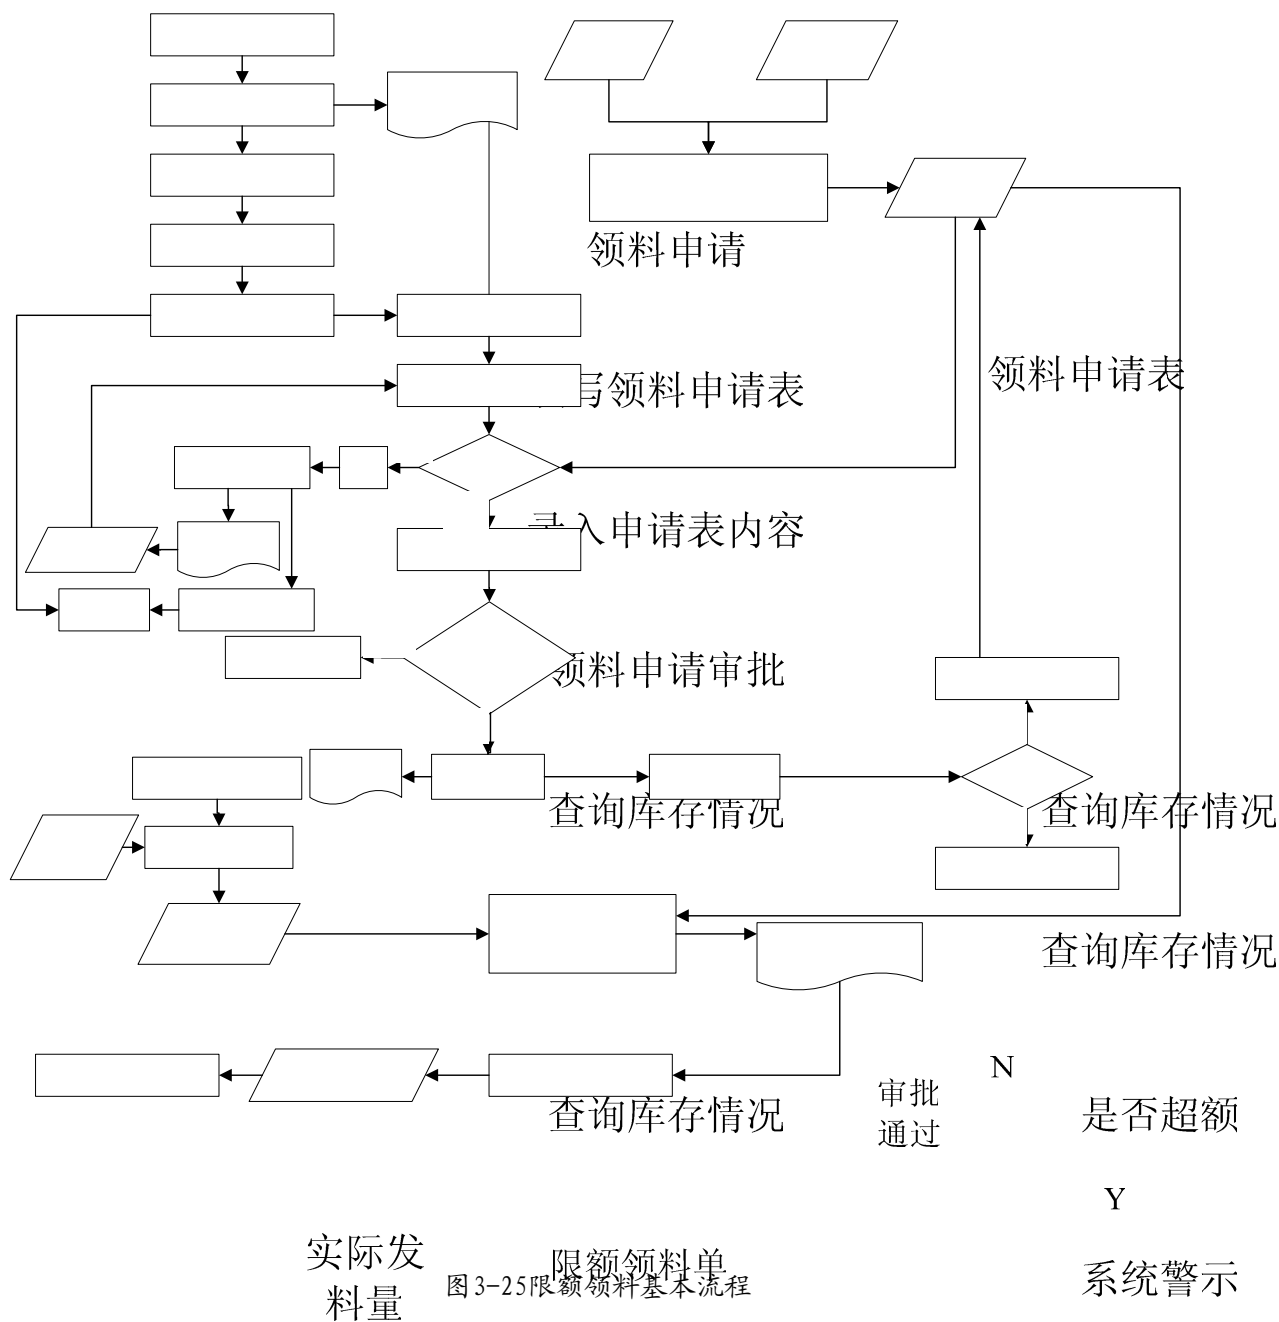 领料申请
领料申请表
写领料申请表
录入申请表内容
领料申请审批
查询库存情况
查询库存情况
查询库存情况
N
审批
通过
查询库存情况
是否超额
Y
实际发
料量
限额领料单
系统警示
图3-25限额领料基本流程